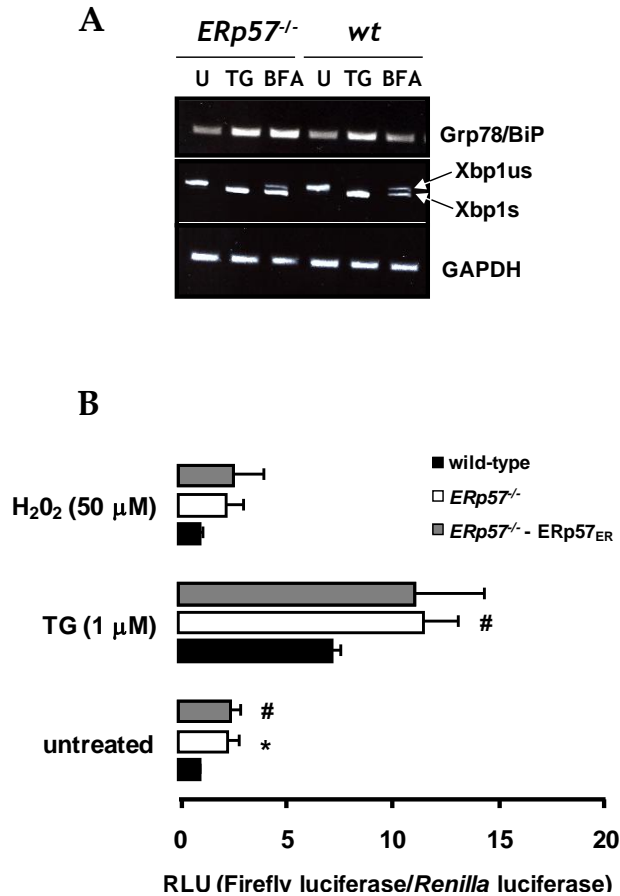 A
ERp57-/- wt
U TG BFA U TG BFA
Grp78/BiP
Xbp1us
Xbp1s
GAPDH
B
wild-type
ERp57-/-
ERp57-/- - ERp57ER
H202 (50 μM)
TG (1 μM)
#
untreated
#
*
0 5 10 15 20
RLU (Firefly luciferase/Renilla luciferase)